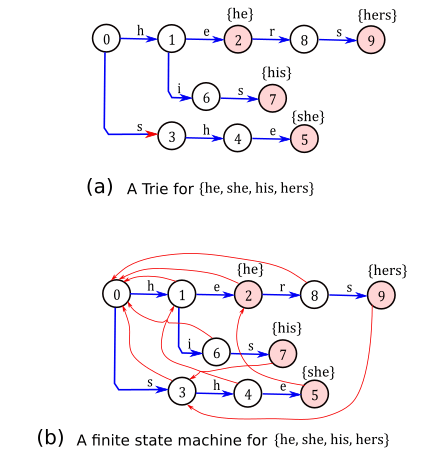 {he} {hers}
0 h 1 e 2 r 8 s 9
{his}
i 6 s 7
{she}
s 3 h 4 e 5
(a) A Trie for {he, she, his, hers}
{he} {hers}
0 h 1 e 2 r 8 s 9
{his}
i 6 s 7
{she}
s 3 h 4 e 5
(b) A finite state machine for {he, she, his, hers}